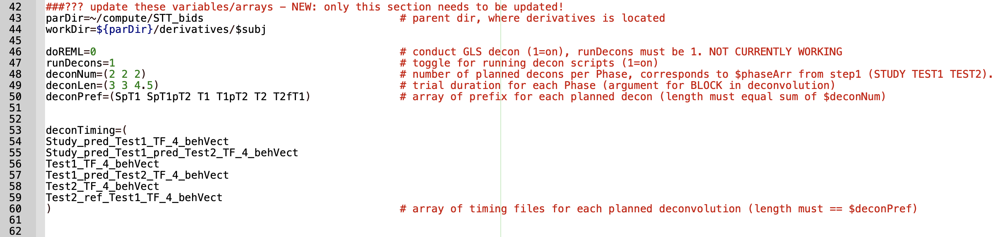 42 ###??? update these variables/arrays – NEW: only this section needs to be updated!
43 parDir=~/compute/STT_bids # parent dir, where derivatives is located
44 workDir=${parDir}/derivatives/$subj
45
46 doREML=0 # conduct GLS decon (1=on), runDecons must be 1. NOT CURRENTLY WORKING
47 runDecons=1 # toggle for running decon scripts (1=on)
48 deconNum=(2 2 2) # number of planned decons per Phase, corresponds to $phaseArr from step1 (STUDY TEST1 TEST2).
49 deconLen=(3 3 4.5) # trial duration for each Phase (argument for BLOCK in deconvolution)
50 deconPref=(SpT1 SpT1pT2 T1 T1pT2 T2 T2fT1) # array of prefix for each planned decon (length must equal sum of $deconNum)
51
52
53 deconTiming=(
54 Study_pred_Test1_TF_4_behVect
55 Study_pred_Test1_pred_Test2_TF_4_behVect
56 Test1_TF_4_behVect
57 Test1_pred_Test2_TF_4_behVect
58 Test2_TF_4_behVect
59 Test2_ref_Test1_TF_4_behVect
60 ) # array of timing files for each planned deconvolution (length must == $deconPref)
61
62